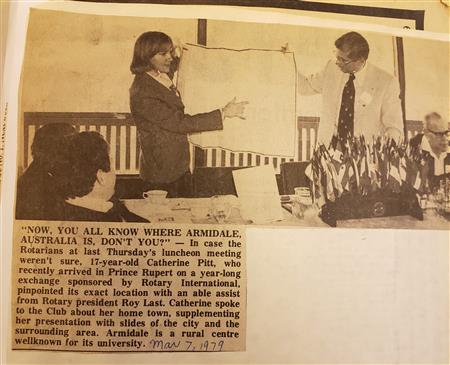 "NOW, YOU ALL KNOW WHERE ARMIDALE,
AUSTRALIA IS, DON'T YOU?" — In case the
Rotarians at last Thursday's luncheon meeting
weren't sure, 17-year-old Catherine Pitt, who
recently arrived in Prince Rupert on a year-long
exchange sponsored by Rotary International,
pinpointed its exact location with an able assist
from Rotary president Roy Last. Catherine spoke
to the Club about her home town, supplementing
her presentation with slides of the city and the
surrounding area. Armidale is a rural centre
wellknown for its university. Mar 7, 1979